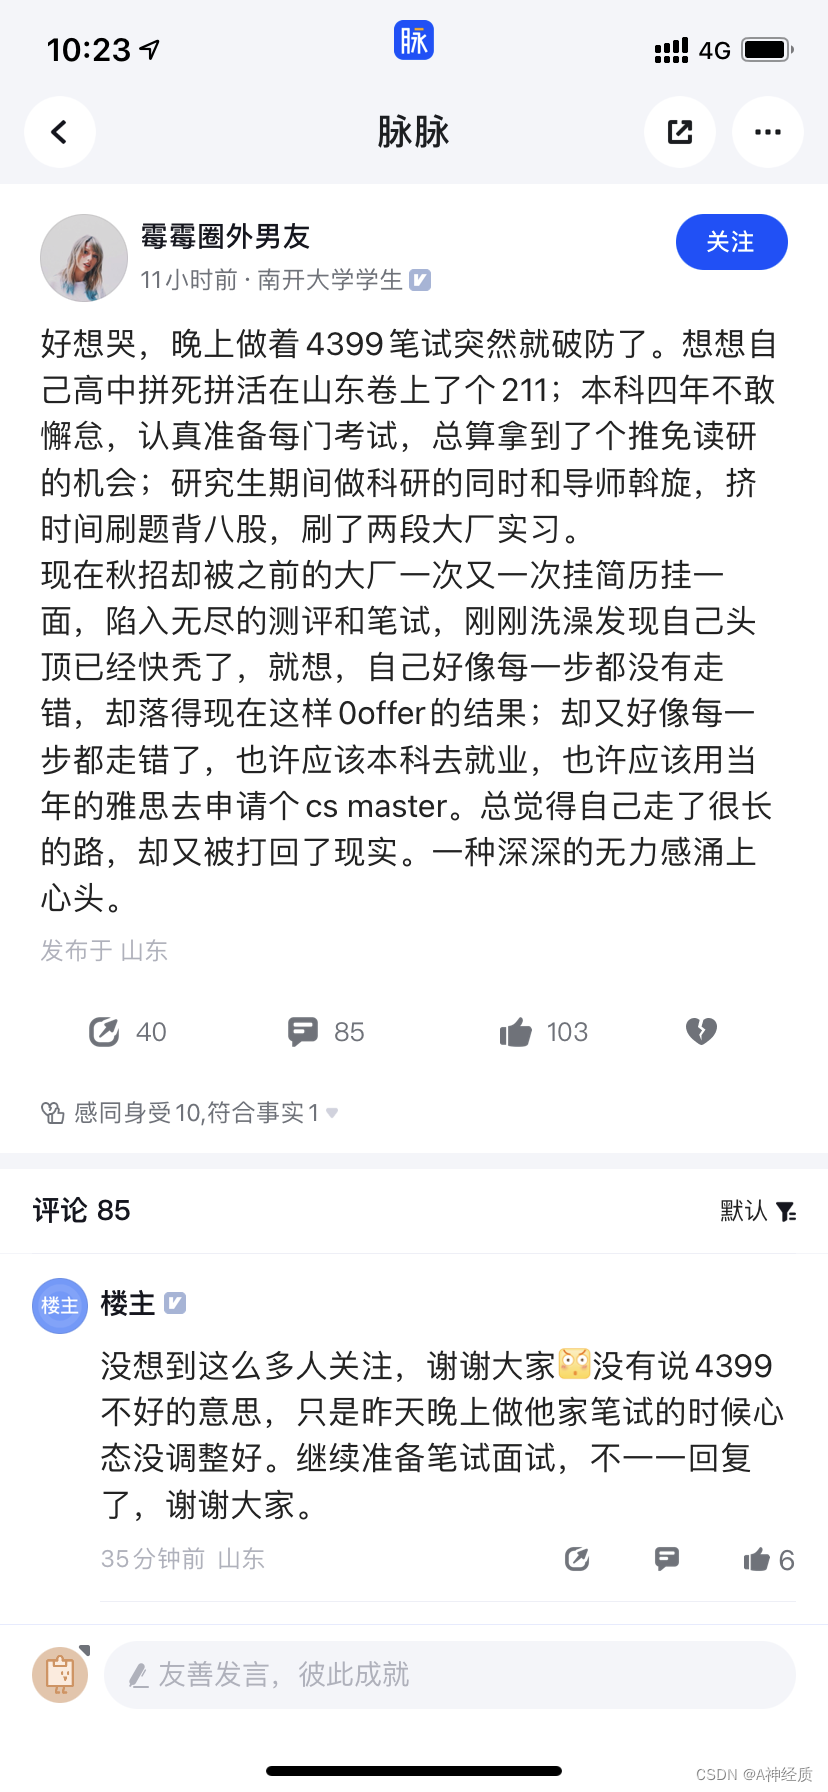 10:23
脉
4G
脉脉
霉霉圈外男友
11小时前 · 南开大学学生
关注
好想哭，晚上做着4399笔试突然就破防了。想想自
己高中拼死拼活在山东卷上了个211；本科四年不敢
懈怠，认真准备每门考试，总算拿到了个推免读研
的机会；研究生期间做科研的同时和导师斡旋，挤
时间刷题背八股，刷了两段大厂实习。
现在秋招却被之前的大厂一次又一次挂简历挂一
面，陷入无尽的测评和笔试，刚刚洗澡发现自己头
顶已经快秃了，就想，自己好像每一步都没有走
错，却落得现在这样0offer的结果；却又好像每一
步都走错了，也许应该本科去就业，也许应该用当
年的雅思去申请个cs master。总觉得自己走了很长
的路，却又被打回了现实。一种深深的无力感涌上
心头。
发布于 山东
40
85
103
感同身受10,符合事实1
评论 85
默认
楼主
楼主
没想到这么多人关注，谢谢大家没有说4399
不好的意思，只是昨天晚上做他家笔试的时候心
态没调整好。继续准备笔试面试，不一一回复
了，谢谢大家。
35分钟前 山东
6
友善发言，彼此成就
CSDN @A神经质